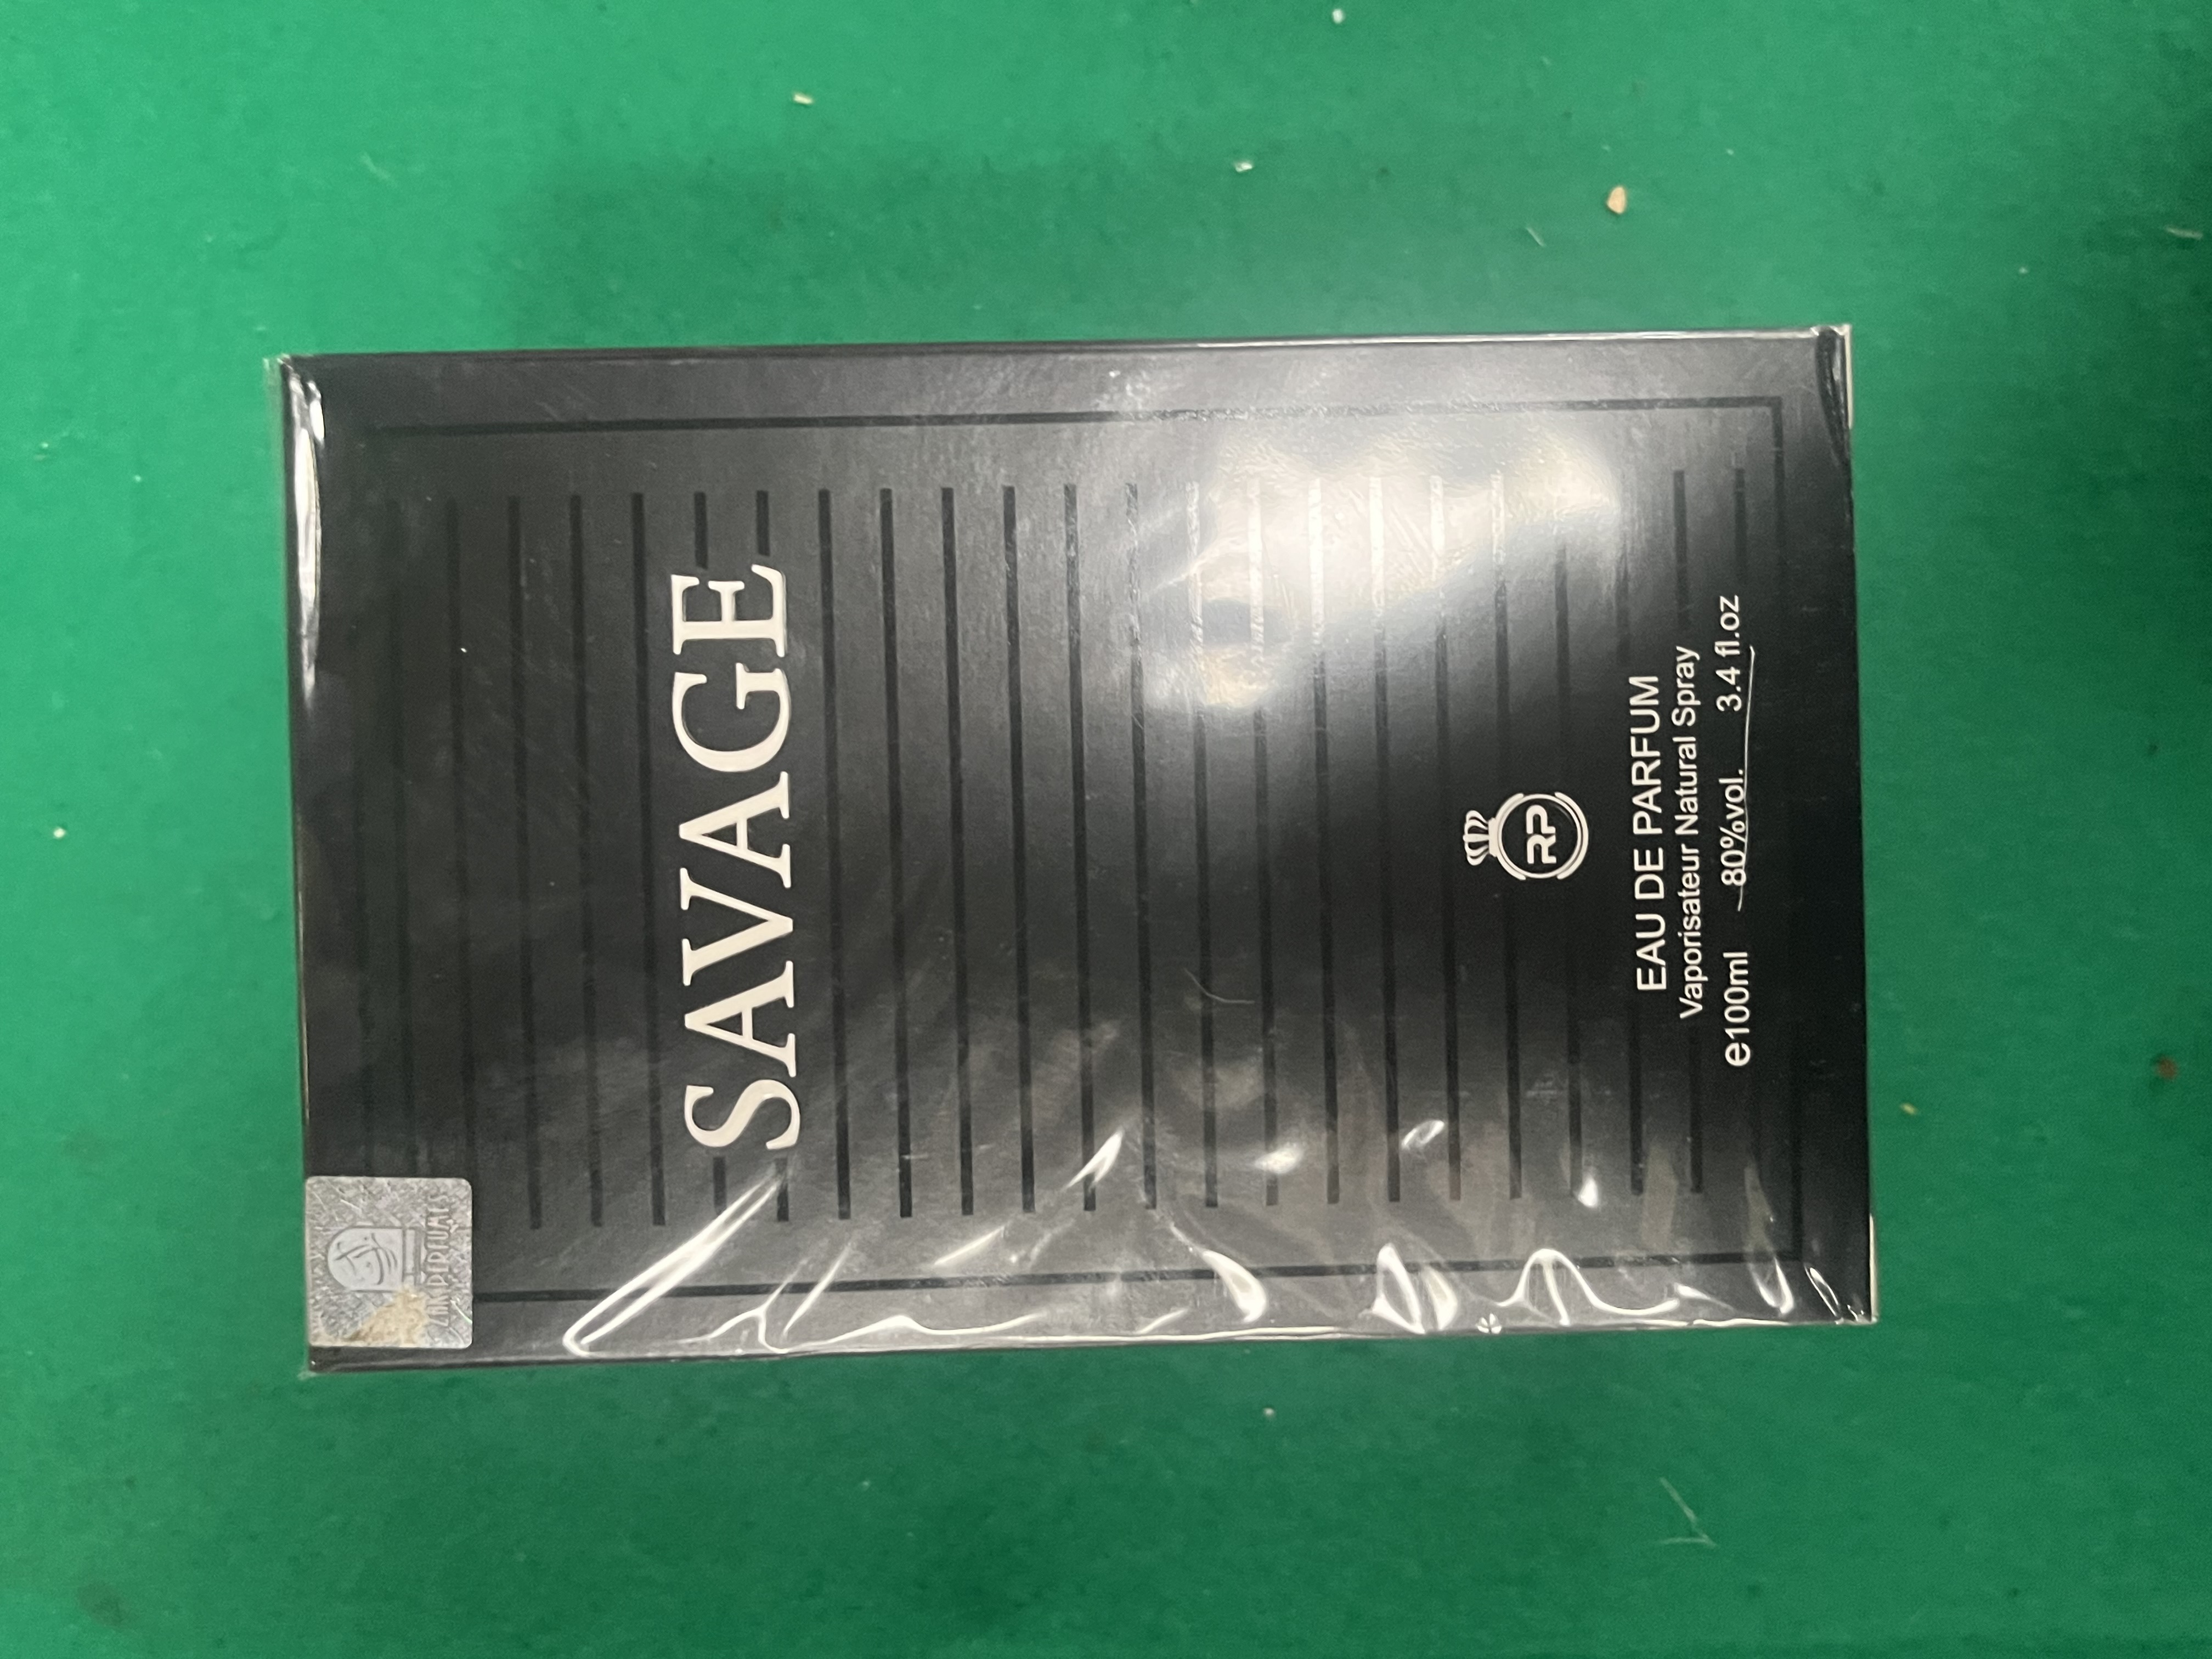 SAVAGE
RP
EAU DE PARFUM
Vaporisateur Natural Spray
e100ml 80%vol. 3.4 fl.oz